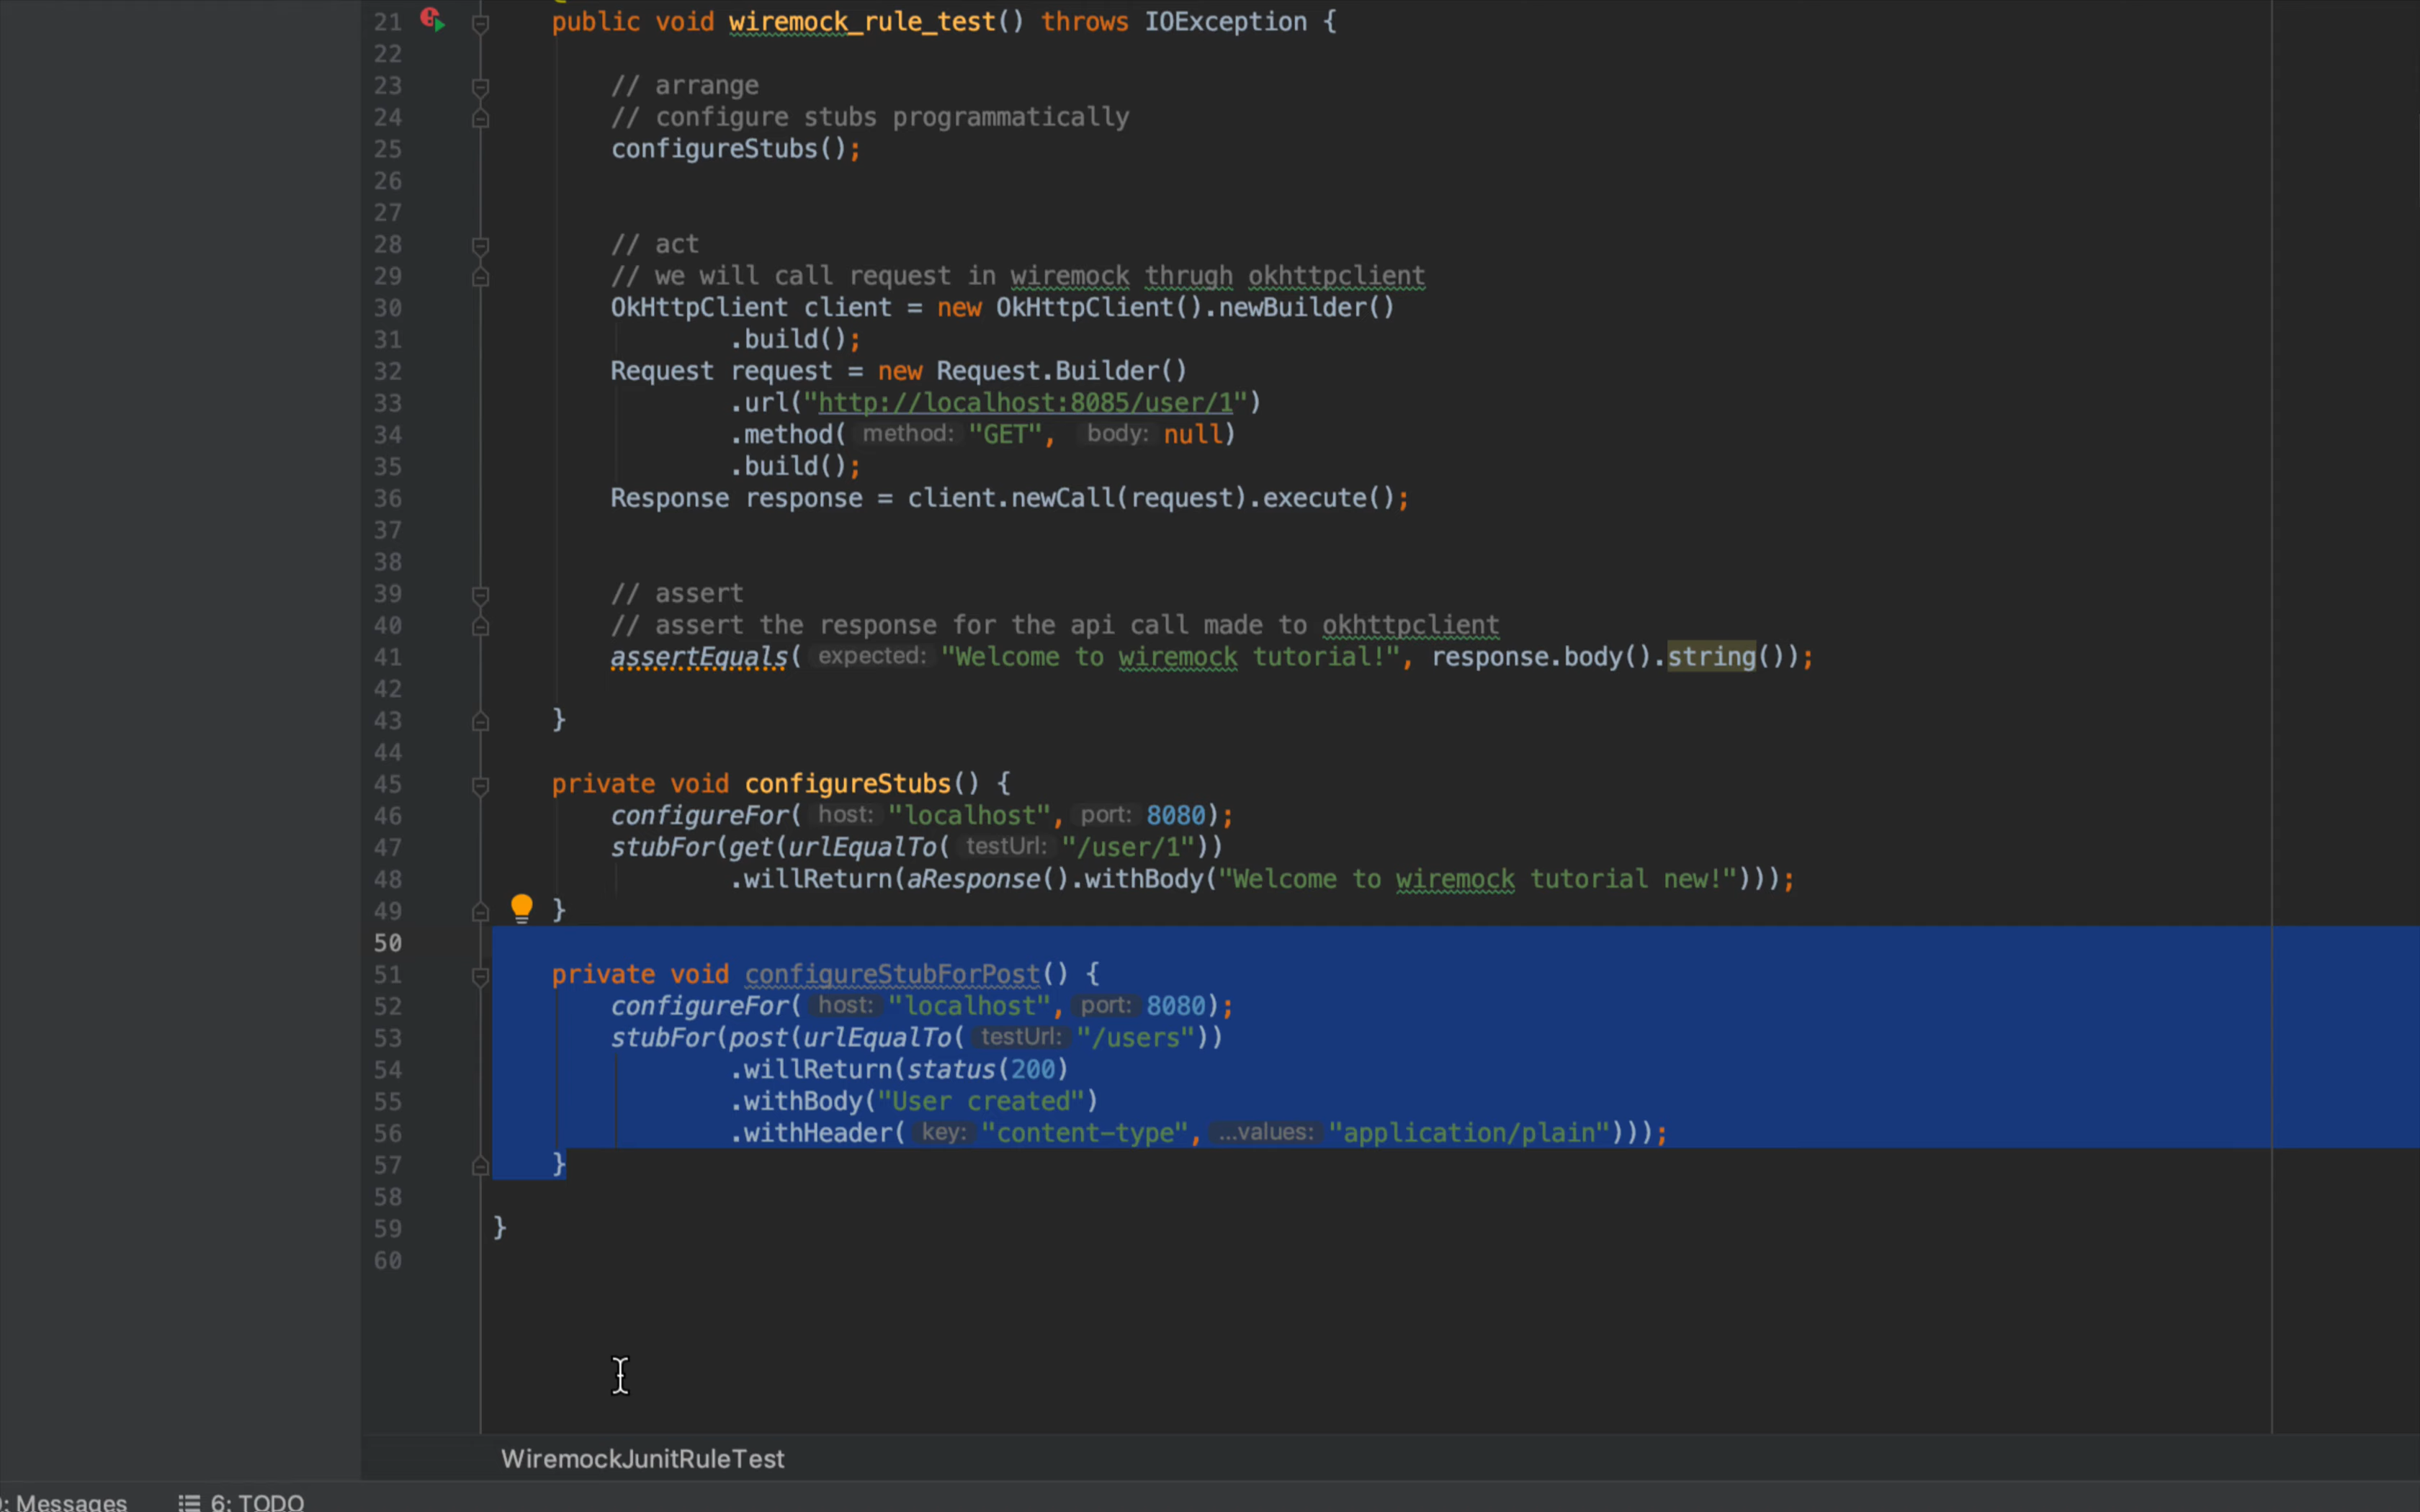 21 public void wiremock_rule_test() throws IOException {
22
23 // arrange
24 // configure stubs programmatically
25 configureStubs();
26
27
28 // act
29 // we will call request in wiremock thrugh okhttpclient
30 OkHttpClient client = new OkHttpClient().newBuilder()
31 .build();
32 Request request = new Request.Builder()
33 .url("http://localhost:8085/user/1")
34 .method( method: "GET", body: null)
35 .build();
36 Response response = client.newCall(request).execute();
37
38
39 // assert
40 // assert the response for the api call made to okhttpclient
41 assertEquals( expected: "Welcome to wiremock tutorial!", response.body().string());
42
43 }
44
45 private void configureStubs() {
46 configureFor( host: "localhost", port: 8080);
47 stubFor(get(urlEqualTo( testUrl: "/user/1"))
48 .willReturn(aResponse().withBody("Welcome to wiremock tutorial new!")));
49 }
50
51 private void configureStubForPost() {
52 configureFor( host: "localhost", port: 8080);
53 stubFor(post(urlEqualTo( testUrl: "/users"))
54 .willReturn(status(200)
55 .withBody("User created")
56 .withHeader( key: "content-type", ...values: "application/plain")));
57 }
58
59 }
60
WiremockJunitRuleTest
: Messages 6: TODO